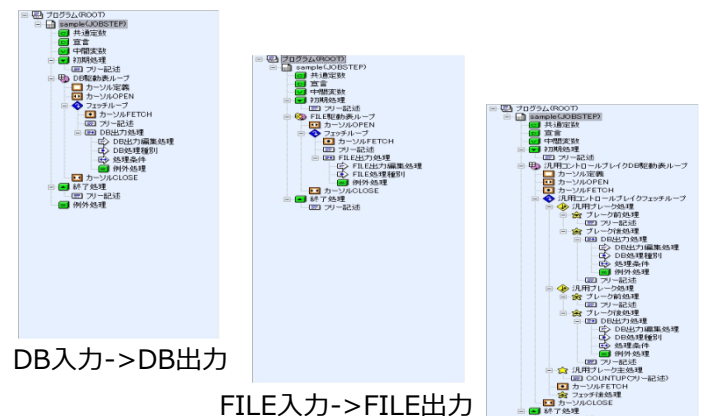 プログラム(ROOT)
sample(JOBSTEP)
共通定数
宣言
中間変数
初期処理
フリー記述
DB駆動表ループ
カーソル定義
カーソルOPEN
フェッチループ
カーソルFETCH
フリー記述
DB出力処理
DB出力編集処理
DB処理種別
処理条件
例外処理
カーソルCLOSE
終了処理
フリー記述
例外処理
DB入力->DB出力
プログラム(ROOT)
sample(JOBSTEP)
共通定数
宣言
中間変数
初期処理
フリー記述
FILE駆動表ループ
カーソルOPEN
フェッチループ
カーソルFETCH
フリー記述
FILE出力処理
FILE出力編集処理
FILE処理種別
例外処理
カーソルCLOSE
終了処理
フリー記述
例外処理
FILE入力->FILE出力
プログラム(ROOT)
sample(JOBSTEP)
共通定数
宣言
中間変数
初期処理
フリー記述
汎用コントロールブレイクDB駆動表ループ
カーソル定義
カーソルOPEN
カーソルFETCH
汎用コントロールブレイクフェッチループ
汎用ブレーク処理
ブレーク前処理
フリー記述
ブレーク後処理
DB出力処理
DB出力編集処理
DB処理種別
処理条件
例外処理
フリー記述
汎用ブレーク処理
ブレーク前処理
フリー記述
ブレーク後処理
DB出力処理
DB出力編集処理
DB処理種別
処理条件
例外処理
フリー記述
汎用ブレーク主処理
COUNTUP(フリー記述)
カーソルFETCH
フェッチ後処理
カーソルCLOSE
終了処理